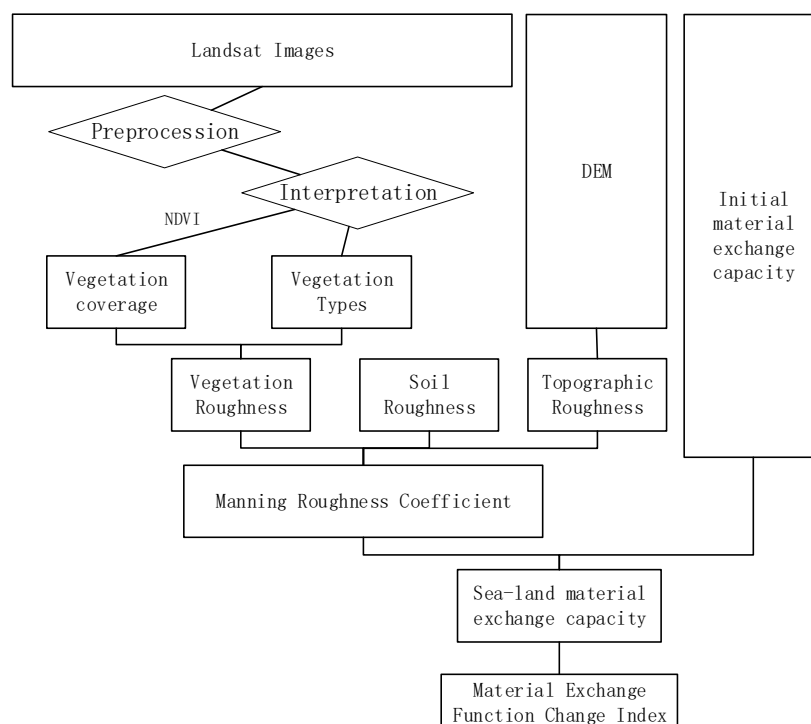 Landsat Images
Preprocession
Interpretation
NDVI
DEM
Initial
material
exchange
capacity
Vegetation
coverage
Vegetation
Types
Vegetation
Roughness
Soil
Roughness
Topographic
Roughness
Manning Roughness Coefficient
Sea-land material
exchange capacity
Material Exchange
Function Change Index